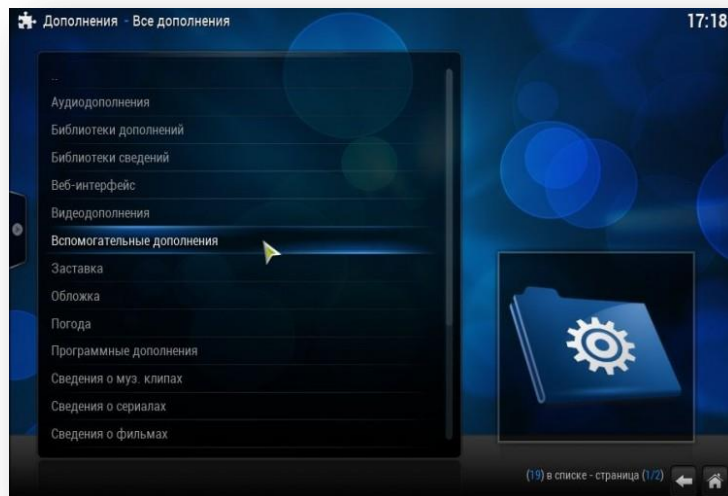 Дополнения - Все дополнения
17:18
..
Аудиодополнения
Библиотеки дополнений
Библиотеки сведений
Веб-интерфейс
Видеодополнения
Вспомогательные дополнения
Заставка
Обложка
Погода
Программные дополнения
Сведения о муз. клипах
Сведения о сериалах
Сведения о фильмах
(19) в списке - страница (1/2)